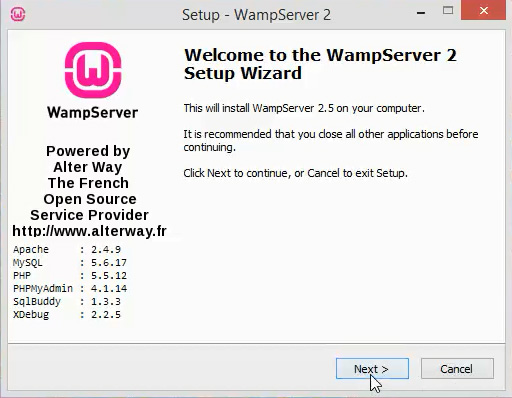 Setup - WampServer 2
WampServer
Powered by
Alter Way
The French
Open Source
Service Provider
http://www.alterway.fr
Apache : 2.4.9
MySQL : 5.6.17
PHP : 5.5.12
PHPMyAdmin : 4.1.14
SqlBuddy : 1.3.3
XDebug : 2.2.5
Welcome to the WampServer 2
Setup Wizard
This will install WampServer 2.5 on your computer.
It is recommended that you close all other applications before
continuing.
Click Next to continue, or Cancel to exit Setup.
Next >
Cancel